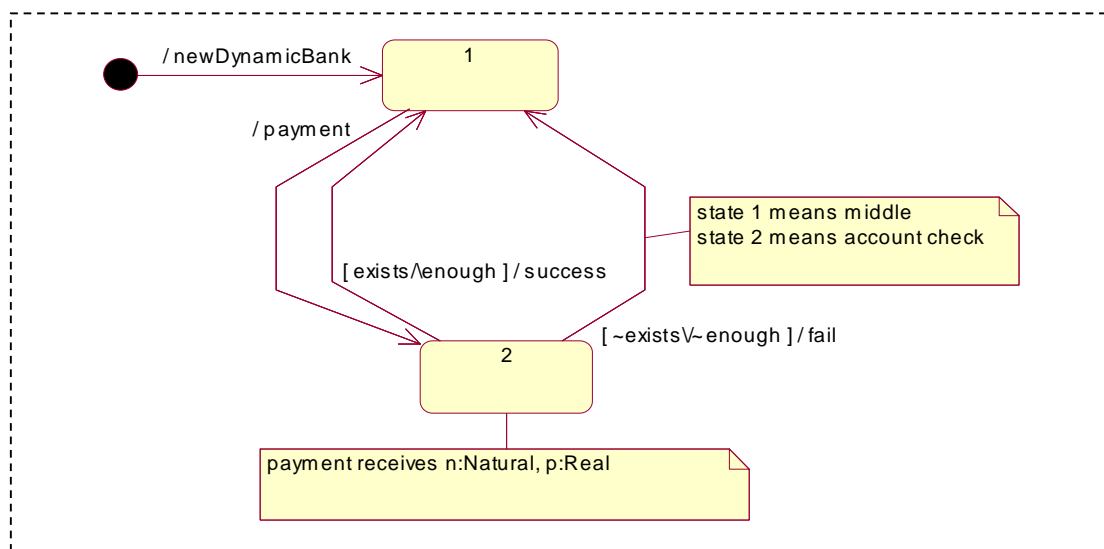 1
/ newDynamicBank
/ payment
state 1 means middle
state 2 means account check
[ exists/\enough ] / success
[ ~exists\/~enough ] / fail
2
payment receives n:Natural, p:Real